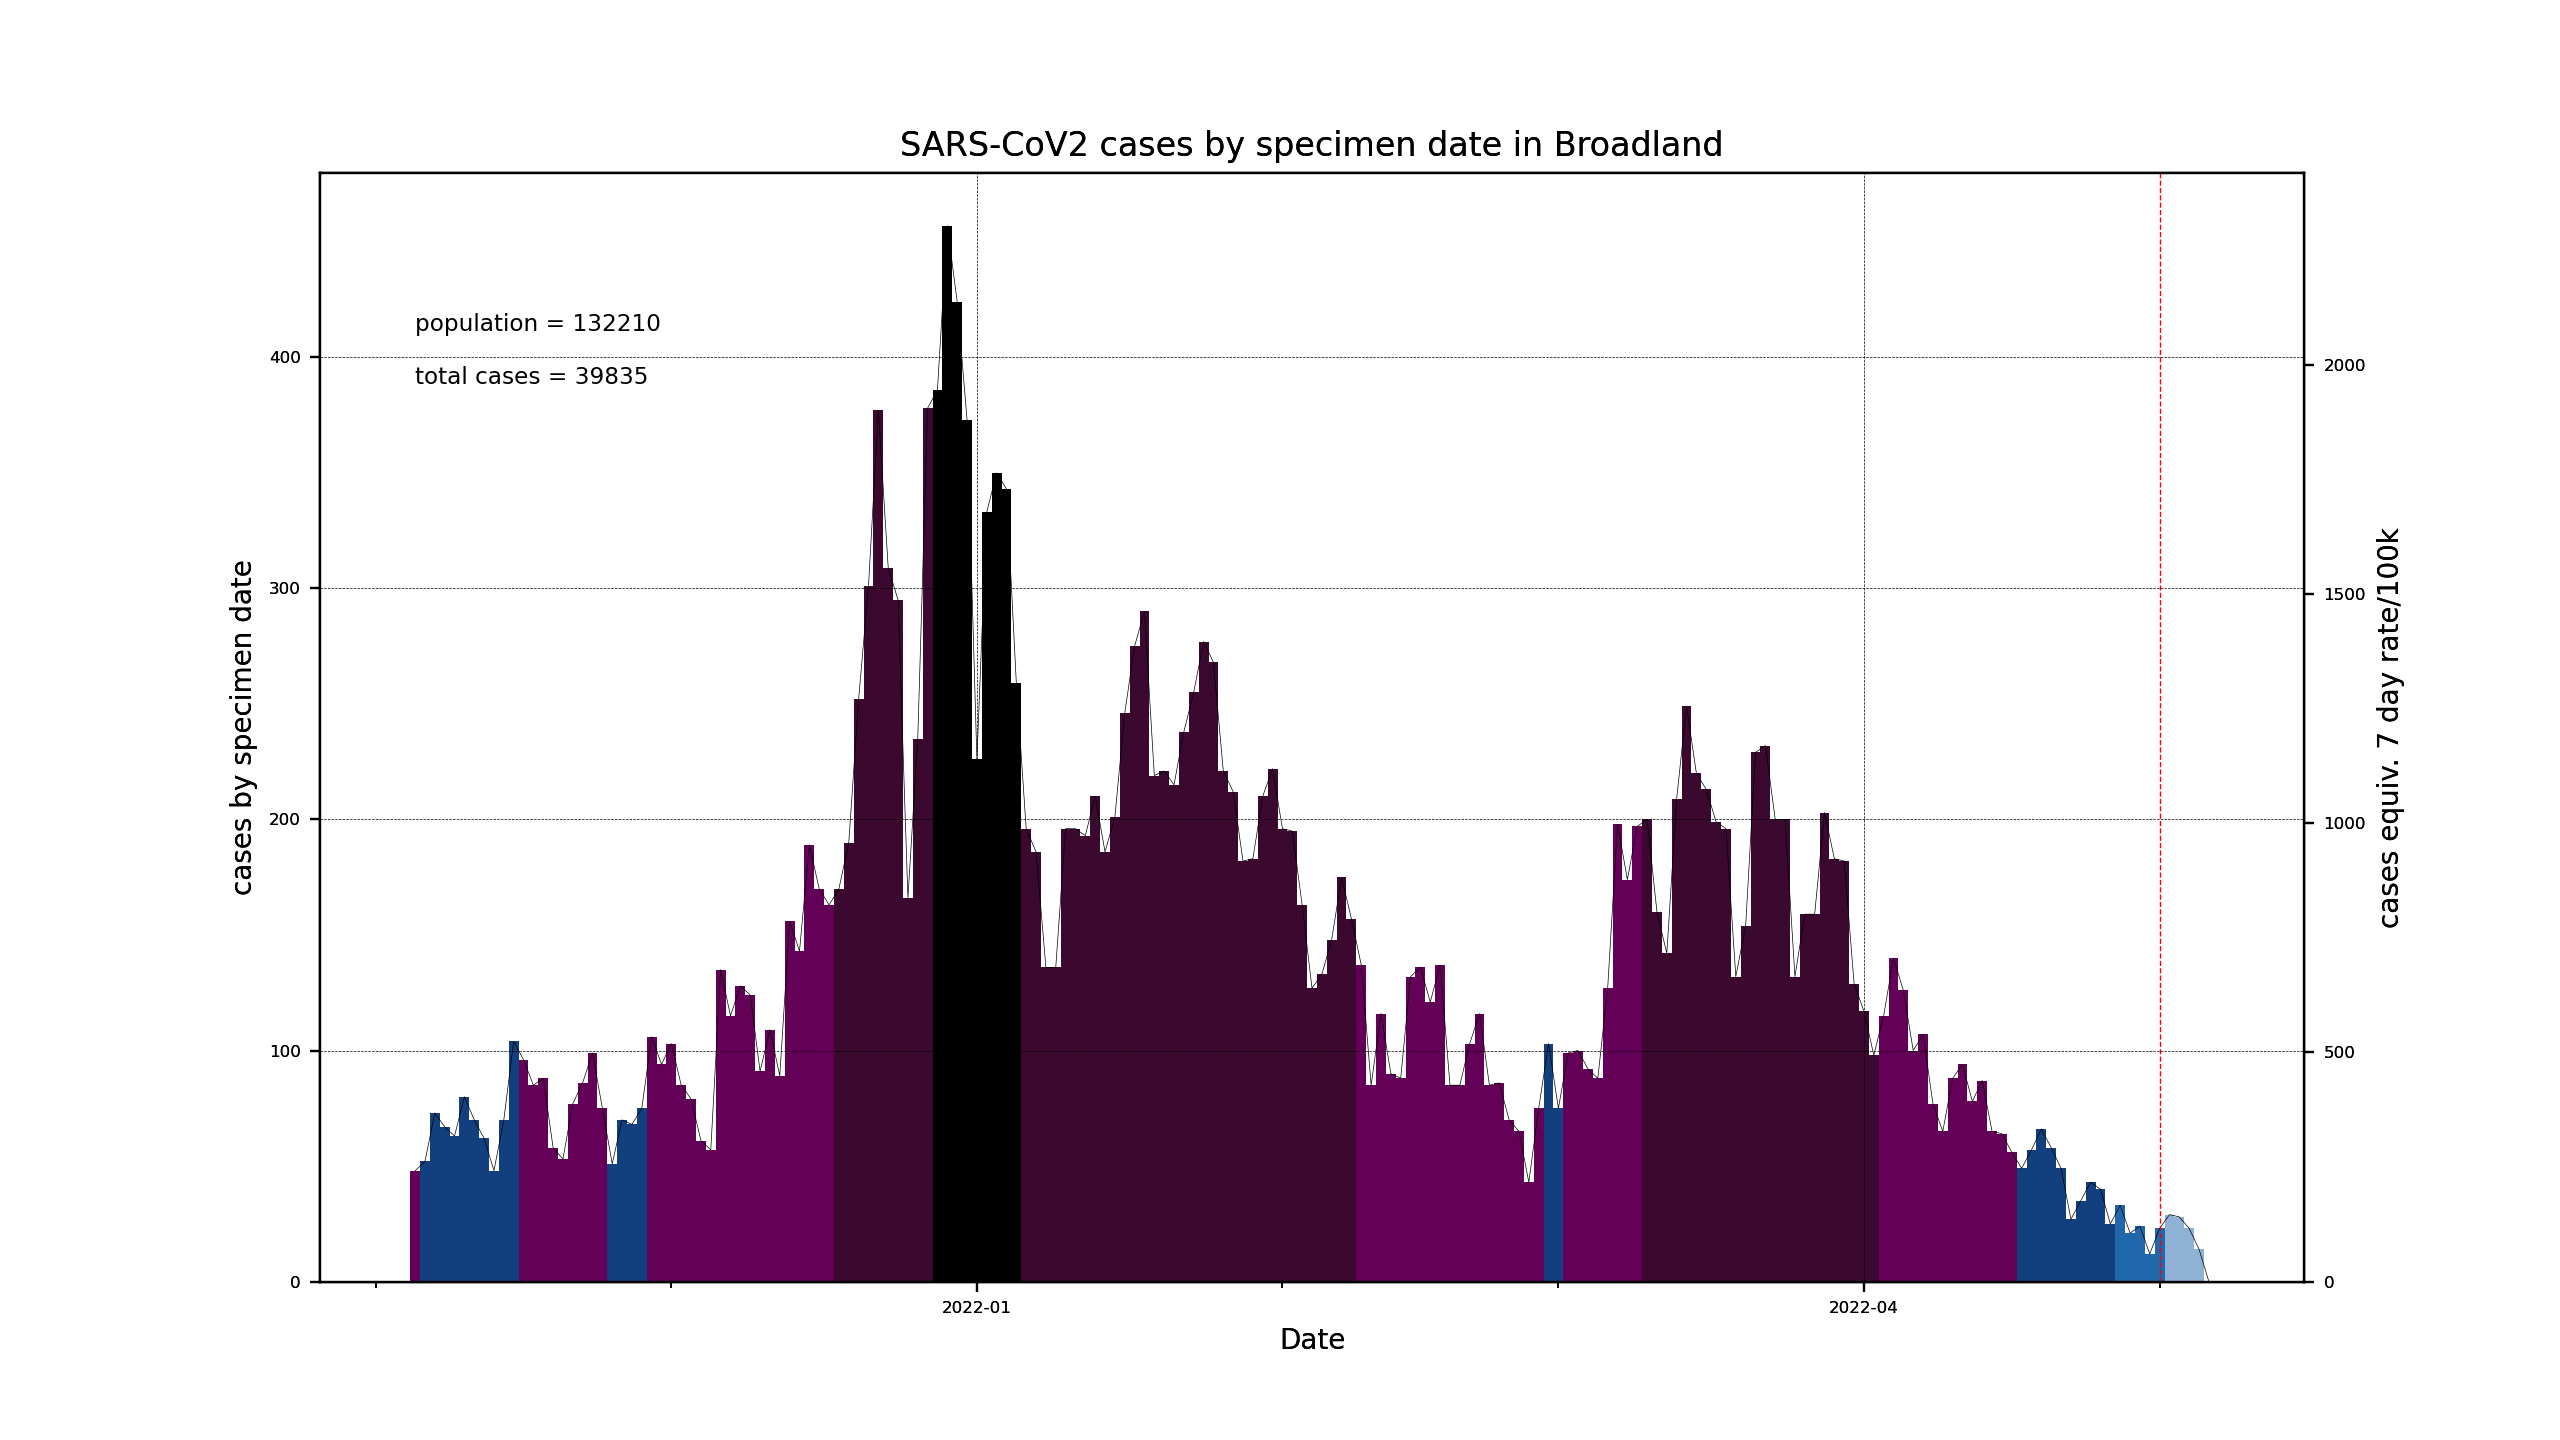 SARS-CoV2 cases by specimen date in Broadland
population = 132210
total cases = 39835
cases by specimen date
400
300
200
100
0
2000
1500
1000
500
0
cases equiv. 7 day rate/100k
2022-01
2022-04
Date